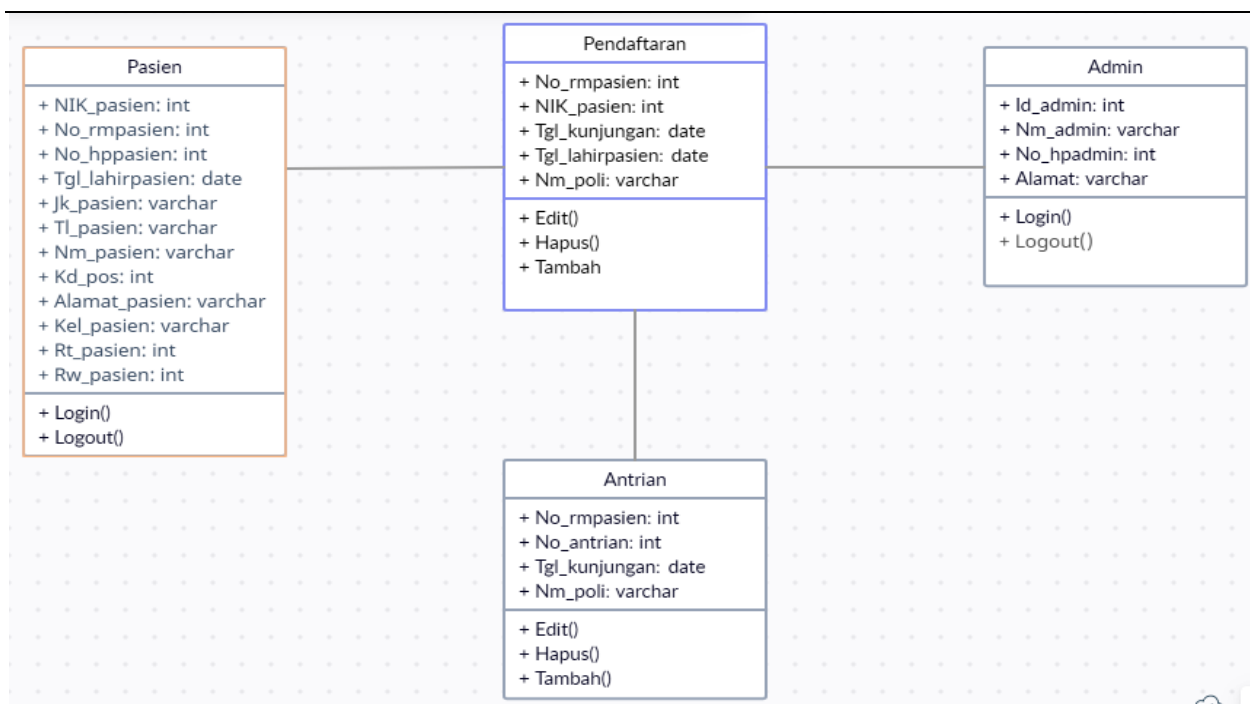 Pasien
+ NIK_pasien: int
+ No_rmpasien: int
+ No_hppasien: int
+ Tgl_lahirpasien: date
+ Jk_pasien: varchar
+ Tl_pasien: varchar
+ Nm_pasien: varchar
+ Kd_pos: int
+ Alamat_pasien: varchar
+ Kel_pasien: varchar
+ Rt_pasien: int
+ Rw_pasien: int
+ Login()
+ Logout()
Pendaftaran
+ No_rmpasien: int
+ NIK_pasien: int
+ Tgl_kunjungan: date
+ Tgl_lahirpasien: date
+ Nm_poli: varchar
+ Edit()
+ Hapus()
+ Tambah
Admin
+ Id_admin: int
+ Nm_admin: varchar
+ No_hpadmin: int
+ Alamat: varchar
+ Login()
+ Logout()
Antrian
+ No_rmpasien: int
+ No_antrian: int
+ Tgl_kunjungan: date
+ Nm_poli: varchar
+ Edit()
+ Hapus()
+ Tambah()